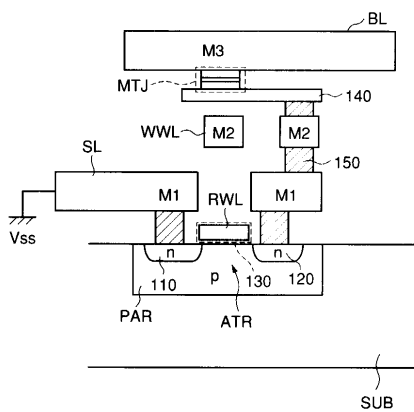 BL
M3
MTJ
140
WWL
M2
M2
SL
150
M1
RWL
M1
Vss
n
n
110
130
120
p
PAR
ATR
SUB